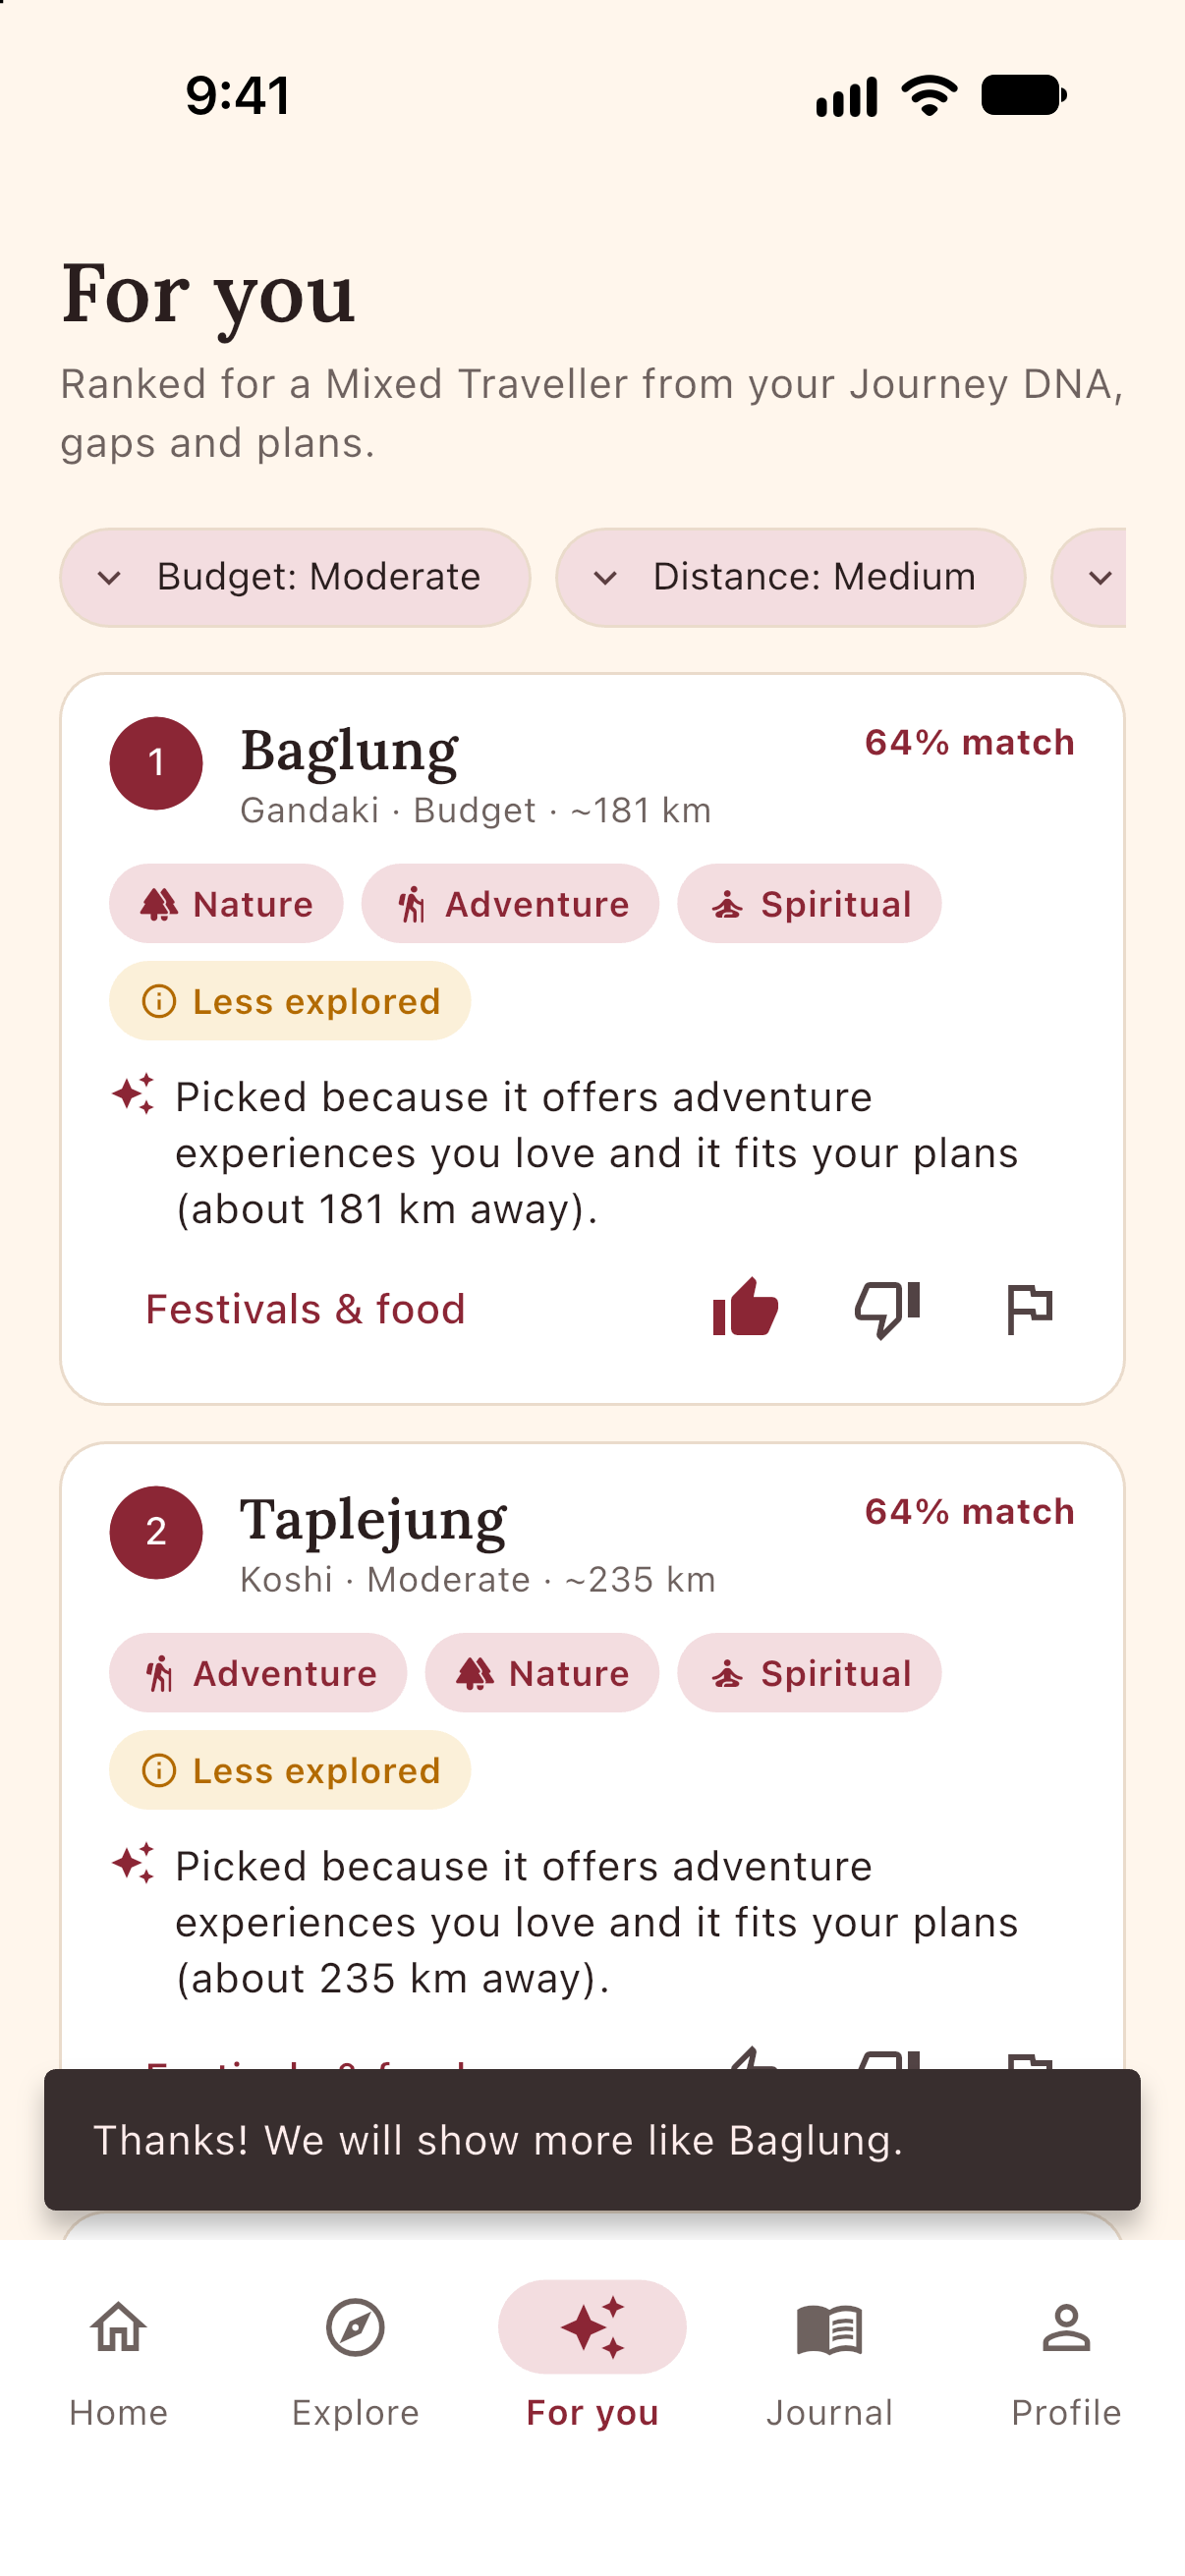 9:41
For you
Ranked for a Mixed Traveller from your Journey DNA,
gaps and plans.
Budget: Moderate
Distance: Medium
1
Baglung
64% match
Gandaki · Budget · ~181 km
Nature
Adventure
Spiritual
Less explored
Picked because it offers adventure
experiences you love and it fits your plans
(about 181 km away).
Festivals & food
2
Taplejung
64% match
Koshi · Moderate · ~235 km
Adventure
Nature
Spiritual
Less explored
Picked because it offers adventure
experiences you love and it fits your plans
(about 235 km away).
Thanks! We will show more like Baglung.
Home
Explore
For you
Journal
Profile